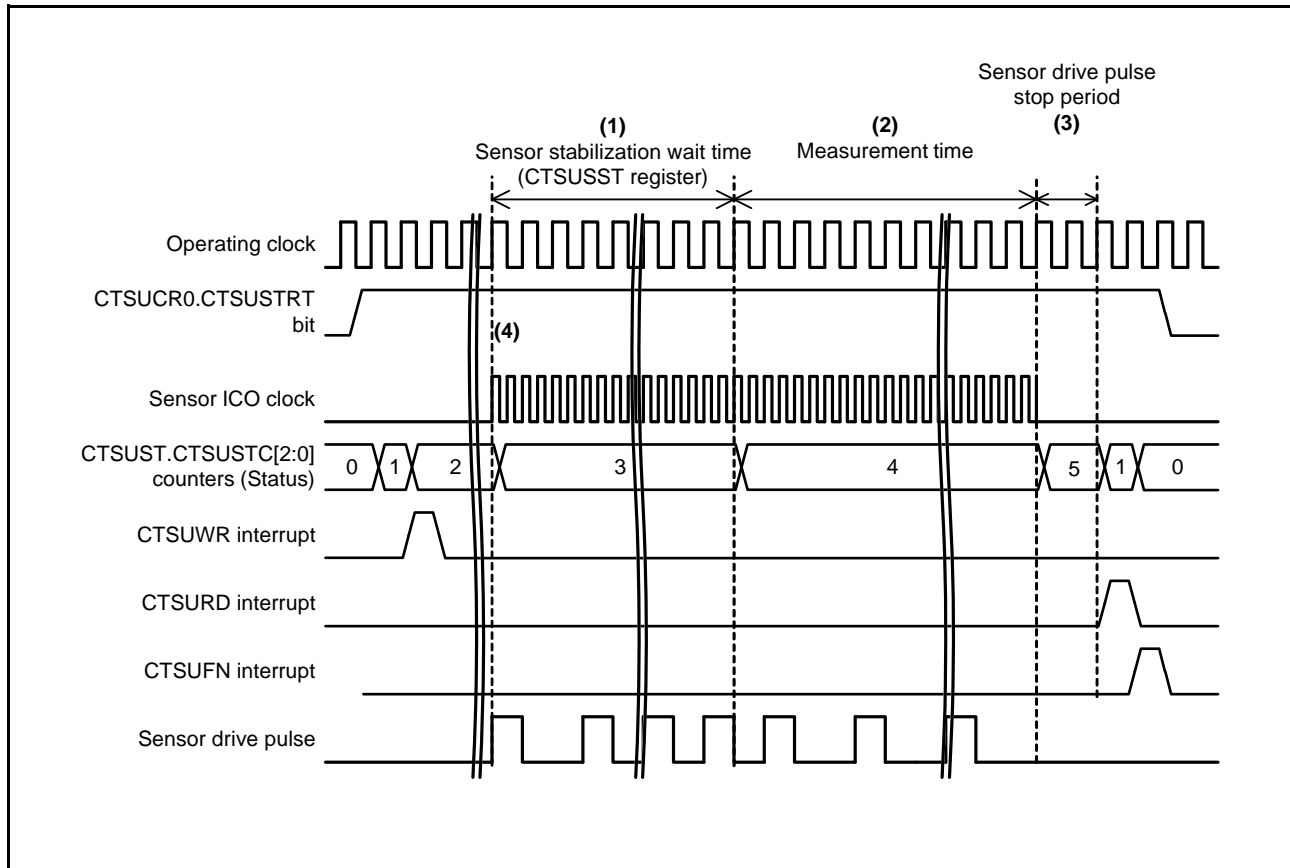 Sensor drive pulse
stop period
(3)
(1)
Sensor stabilization wait time
(CTSUSST register)
(2)
Measurement time
Operating clock
CTSUCR0.CTSUSTRT
bit
(4)
Sensor ICO clock
CTSUST.CTSUSTC[2:0]
counters (Status)
0 1 2 3 4 5 1 0
CTSUWR interrupt
CTSURD interrupt
CTSUFN interrupt
Sensor drive pulse